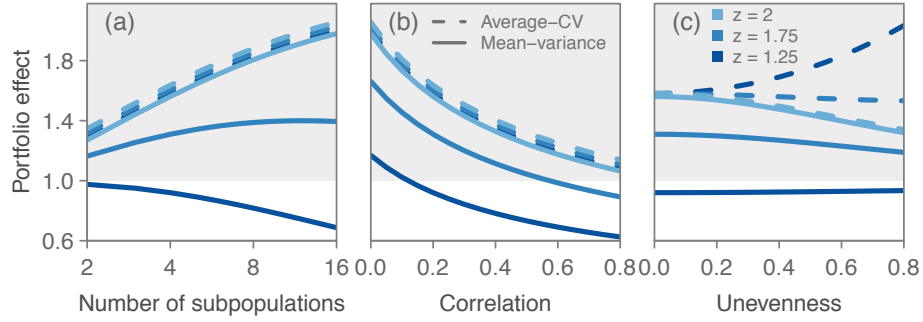 (a)
(b)
Average−CV
Mean−variance
(c)
z = 2
z = 1.75
z = 1.25
Portfolio effect
1.8
1.4
1.0
0.6
2 4 8 16
0.0 0.2 0.4 0.6 0.8
0.0 0.2 0.4 0.6 0.8
Number of subpopulations
Correlation
Unevenness